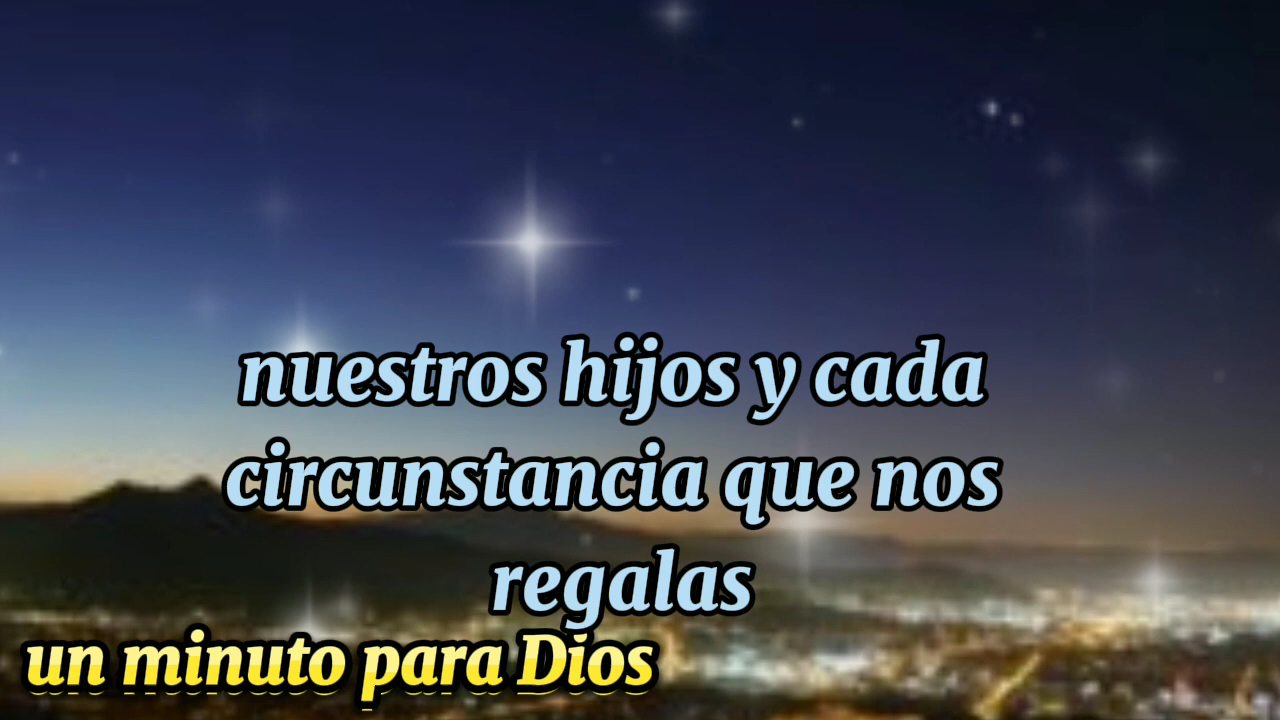 nuestros hijos y cada
circunstancia que nos
regalas
un minuto para Dios